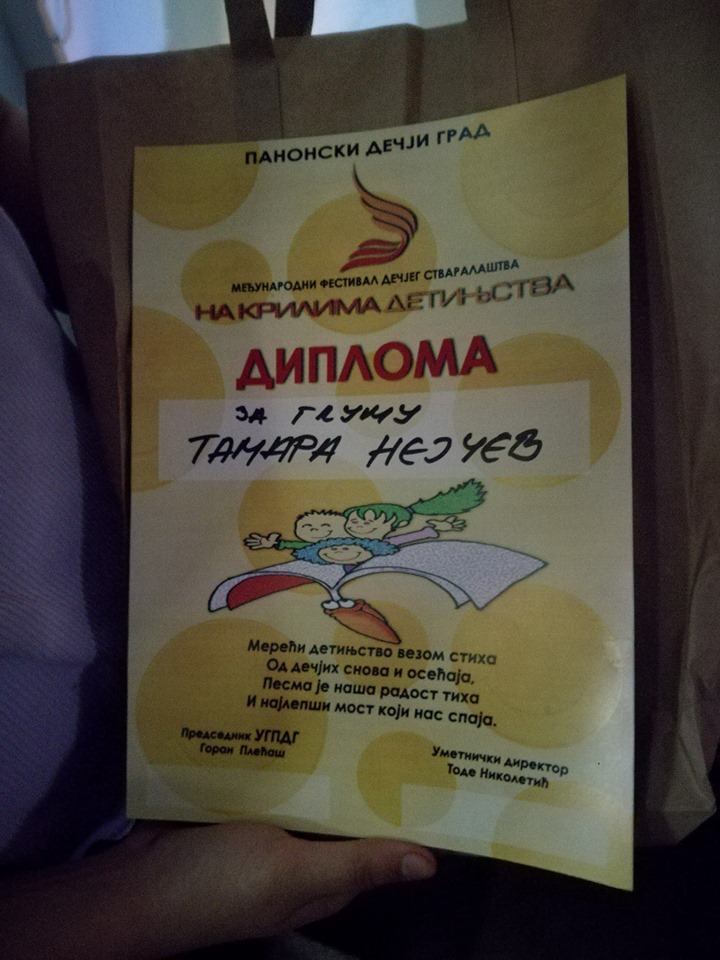 ПАНОНСКИ ДЕЧЈИ ГРАД
МЕЂУНАРОДНИ ФЕСТИВАЛ ДЕЧЈЕГ СТВАРАЛАШТВА
НА КРИЛИМА ДЕТИЊСТВА
ДИПЛОМА
ЗА ГЛУМУ
ТАМАРА НЕЈЧЕВ
Мерећи детињство везом стиха
Од дечјих снова и осећаја,
Песма је наша радост тиха
И најлепши мост који нас спаја.
Председник УГПДГ
Горан Плећаш
Уметнички директор
Тоде Николетић